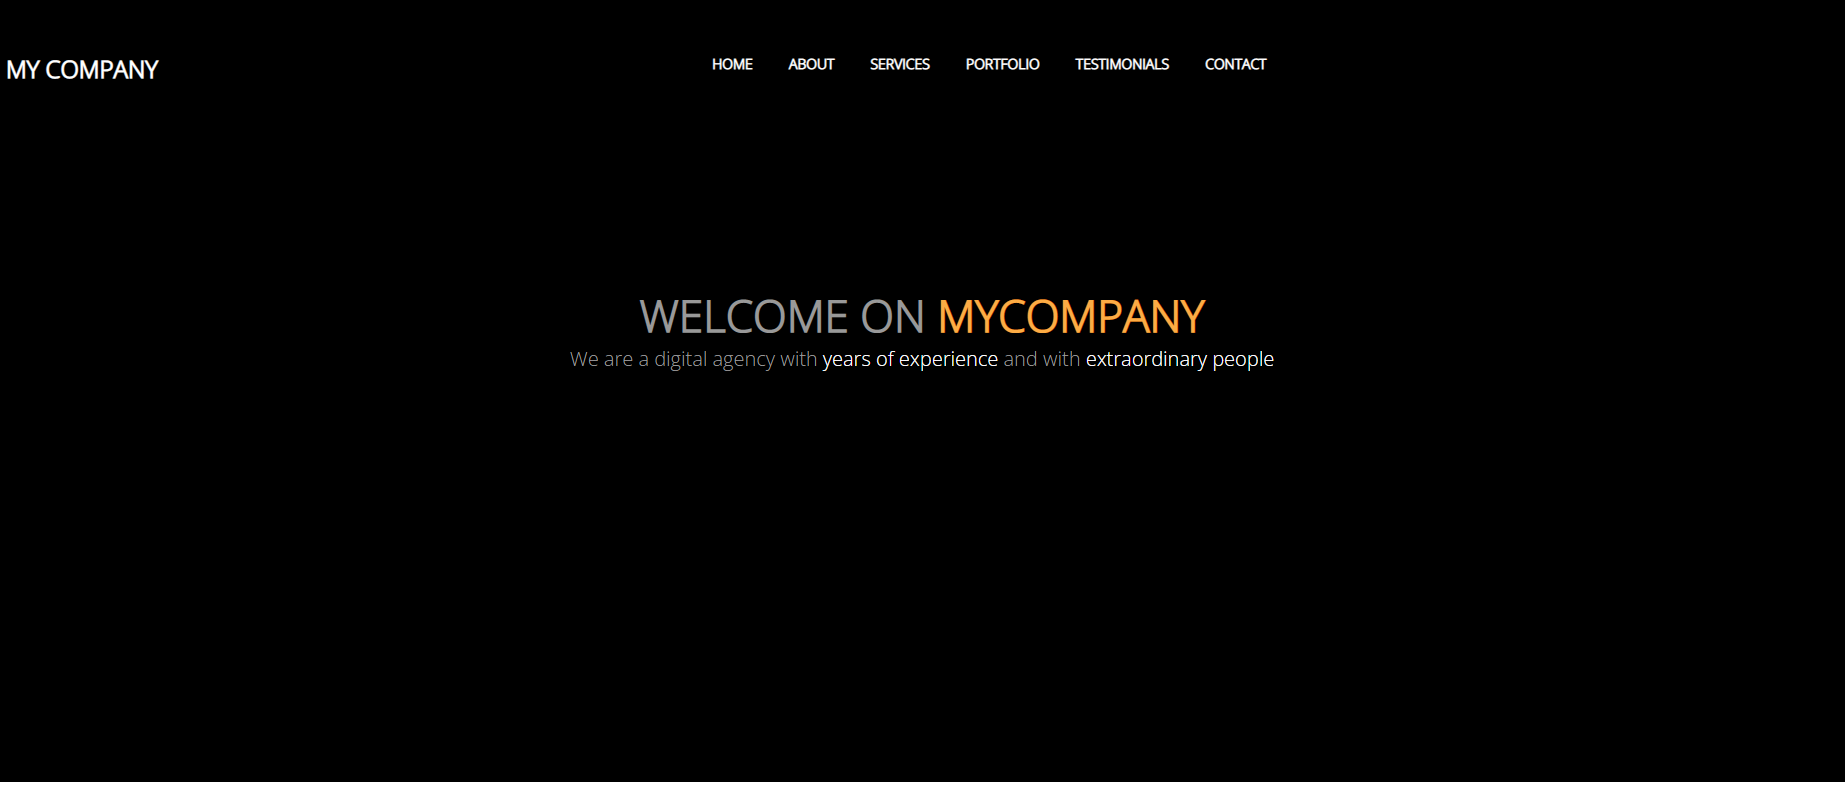 MY COMPANY
HOME ABOUT SERVICES PORTFOLIO TESTIMONIALS CONTACT
WELCOME ON MYCOMPANY
We are a digital agency with years of experience and with extraordinary people